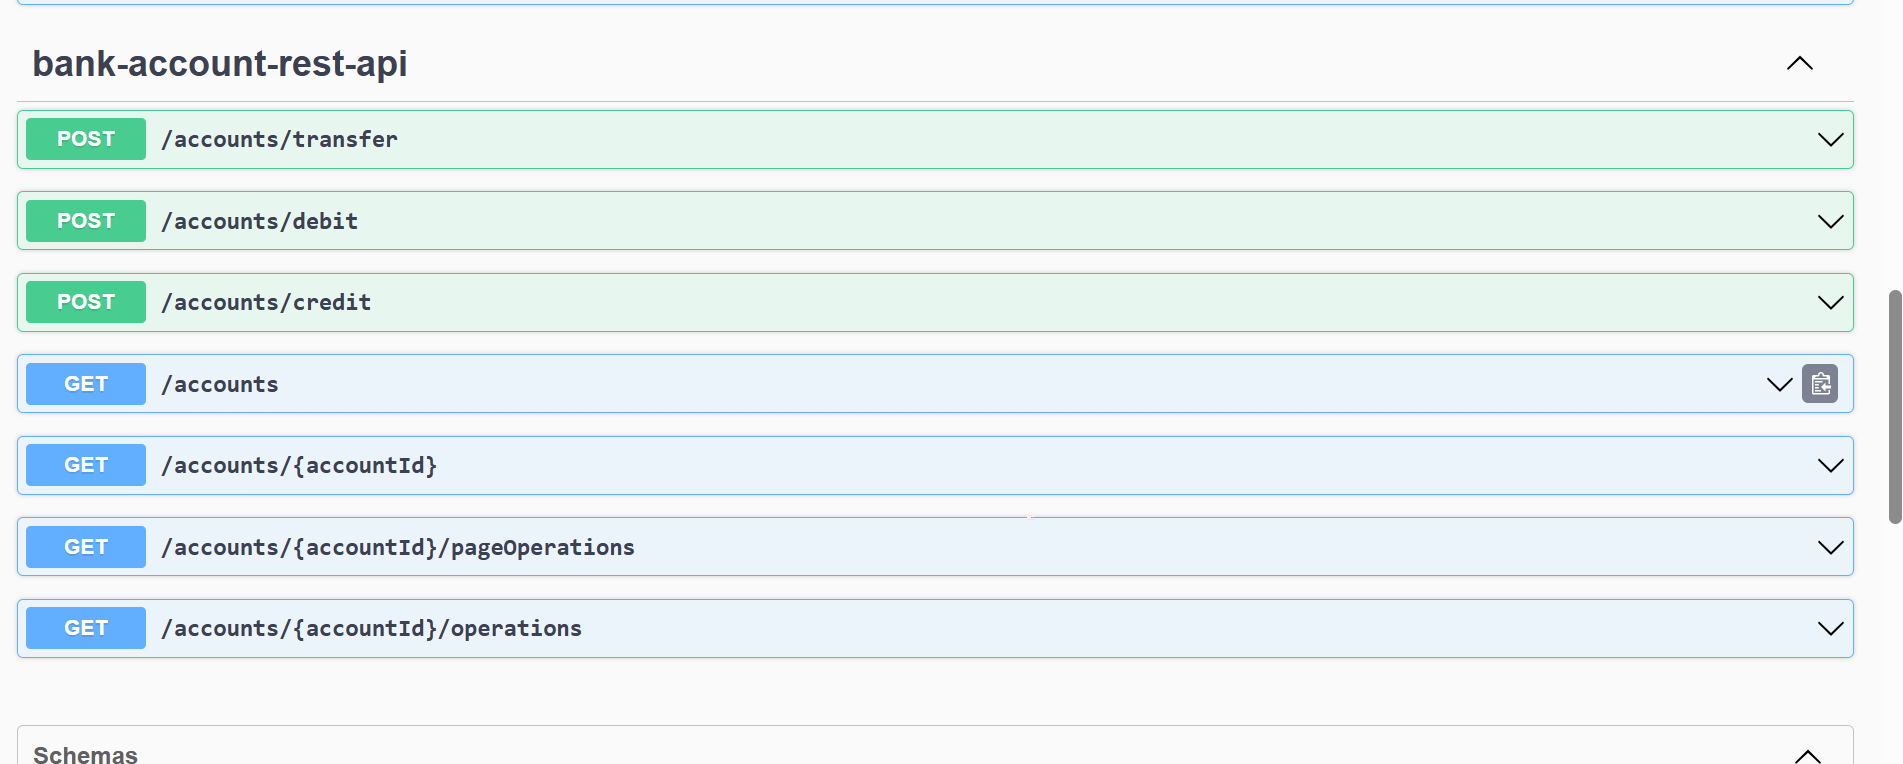 bank-account-rest-api
POST /accounts/transfer
POST /accounts/debit
POST /accounts/credit
GET /accounts
GET /accounts/{accountId}
GET /accounts/{accountId}/pageOperations
GET /accounts/{accountId}/operations
Schemas